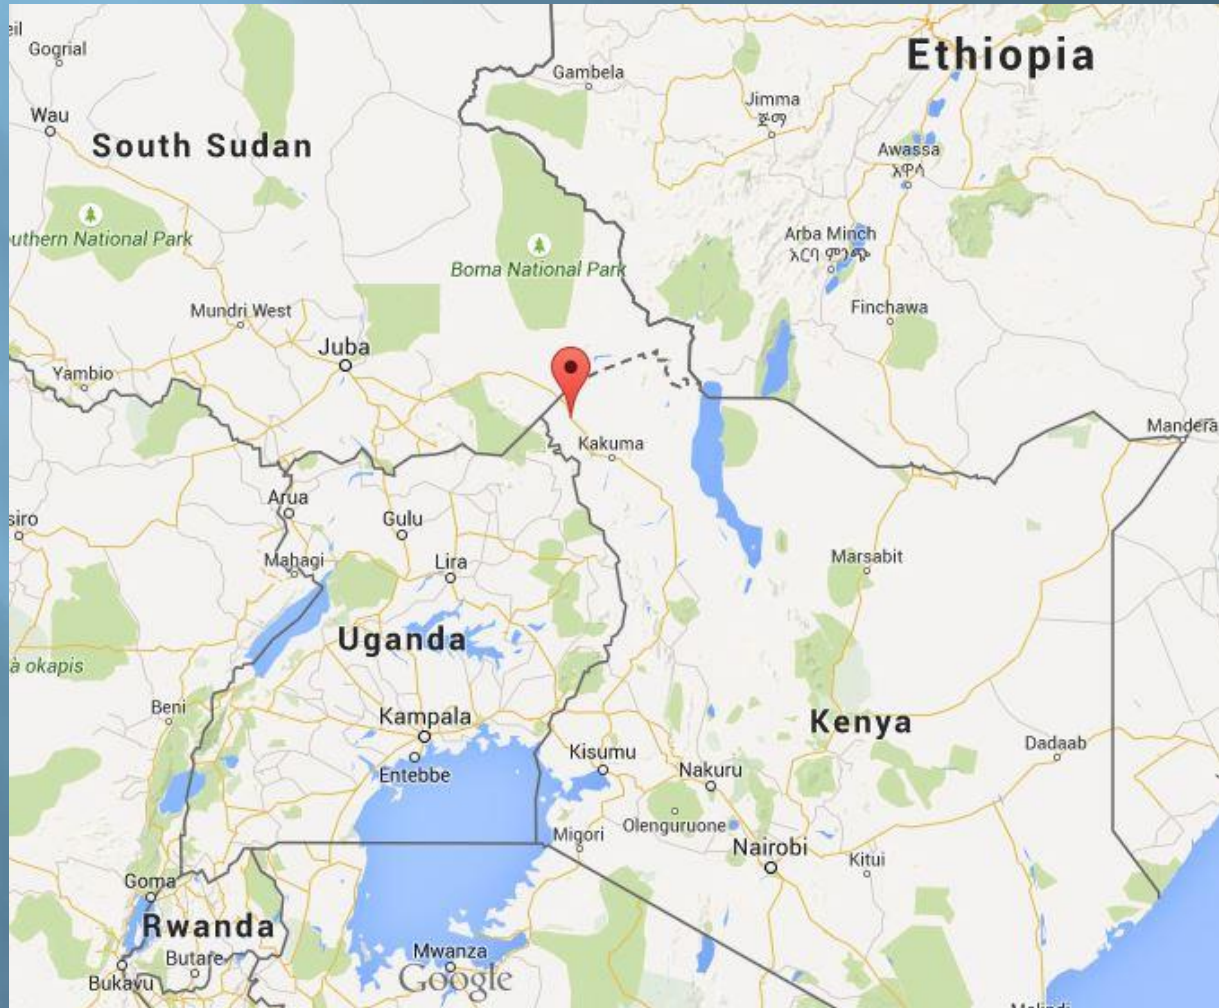 Gogrial
Gambela
Ethiopia
Jimma
ጅማ
Wau
South Sudan
Awassa
አዋሳ
Southern National Park
Boma National Park
Arba Minch
አርባ ምንጭ
Mundri West
Finchawa
Juba
Yambio
Kakuma
Mandera
Arua
Gulu
siro
Mahagi
Lira
Marsabit
Uganda
à okapis
Beni
Kampala
Kenya
Entebbe
Kisumu
Nakuru
Dadaab
Olenguruone
Migori
Nairobi
Kitui
Goma
Rwanda
Butare
Mwanza
Bukavu
Google